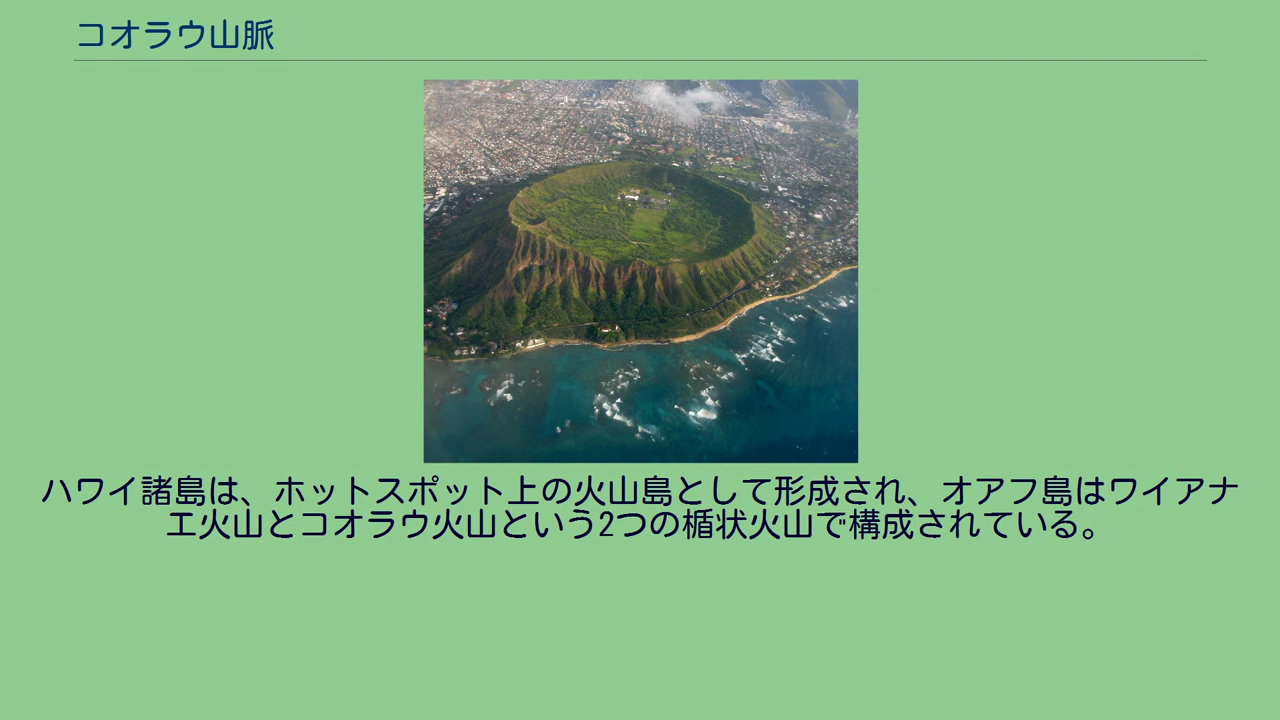 コオラウ山脈
ハワイ諸島は、ホットスポット上の火山島として形成され、オアフ島はワイアナ
エ火山とコオラウ火山という2つの楯状火山で構成されている。